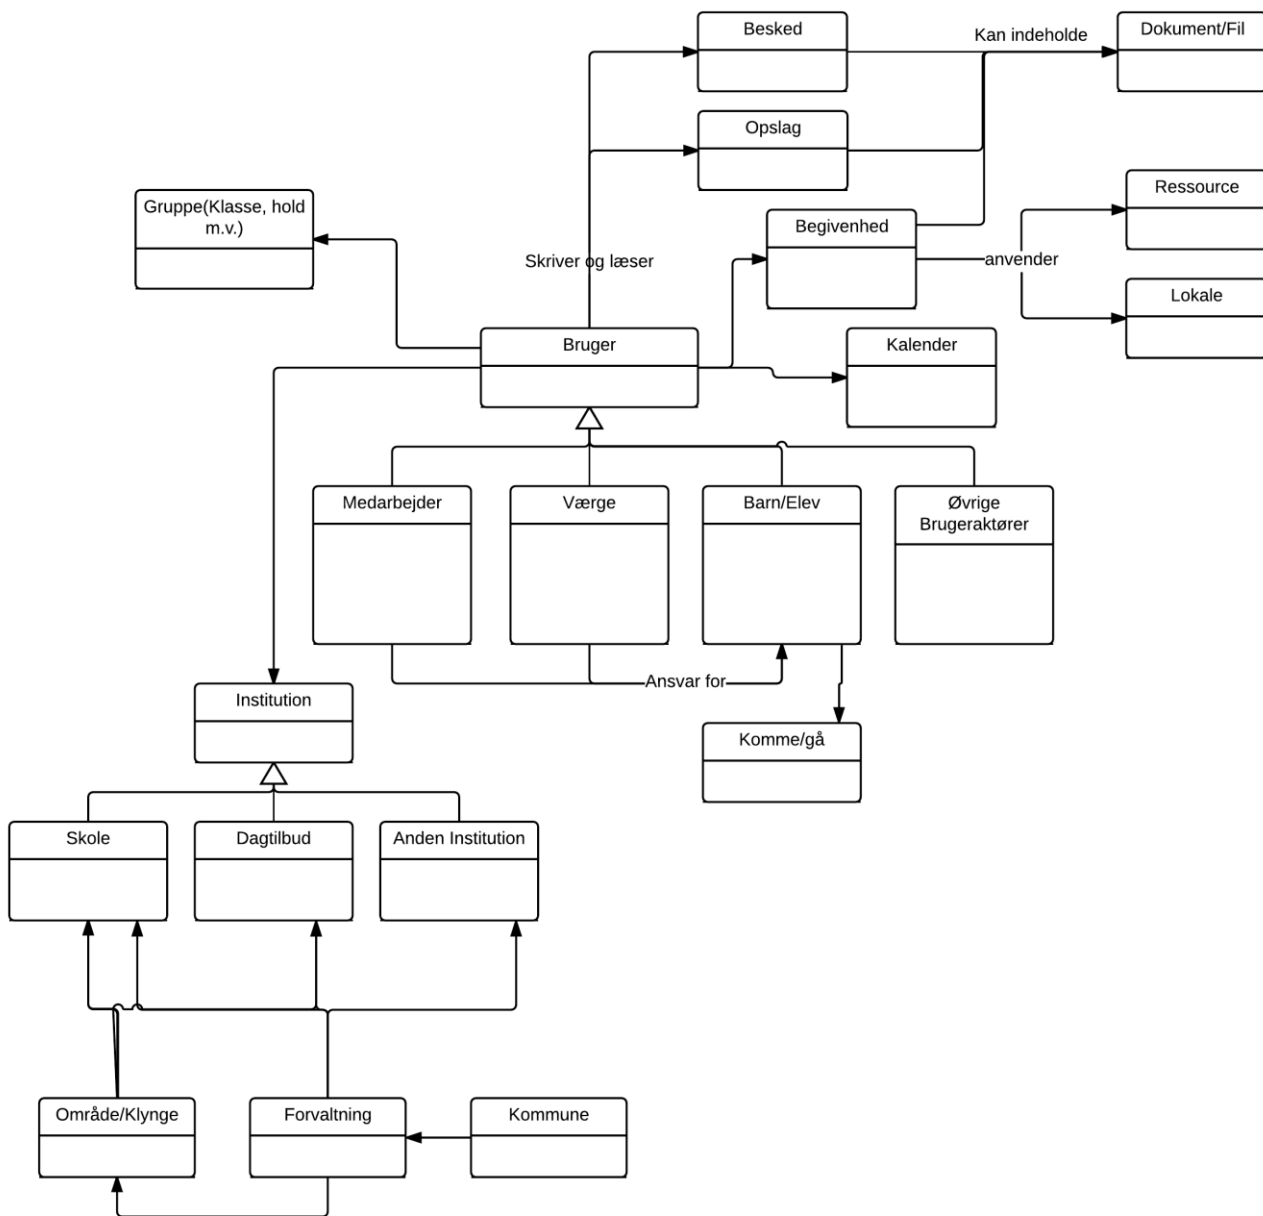 Besked
Kan indeholde
Dokument/Fil
Opslag
Ressource
Gruppe(Klasse, hold
m.v.)
Begivenhed
Skriver og læser
anvender
Lokale
Bruger
Kalender
Medarbejder
Værge
Barn/Elev
Øvrige
Brugeraktører
Ansvar for
Institution
Komme/gå
Skole
Dagtilbud
Anden Institution
Område/Klynge
Forvaltning
Kommune